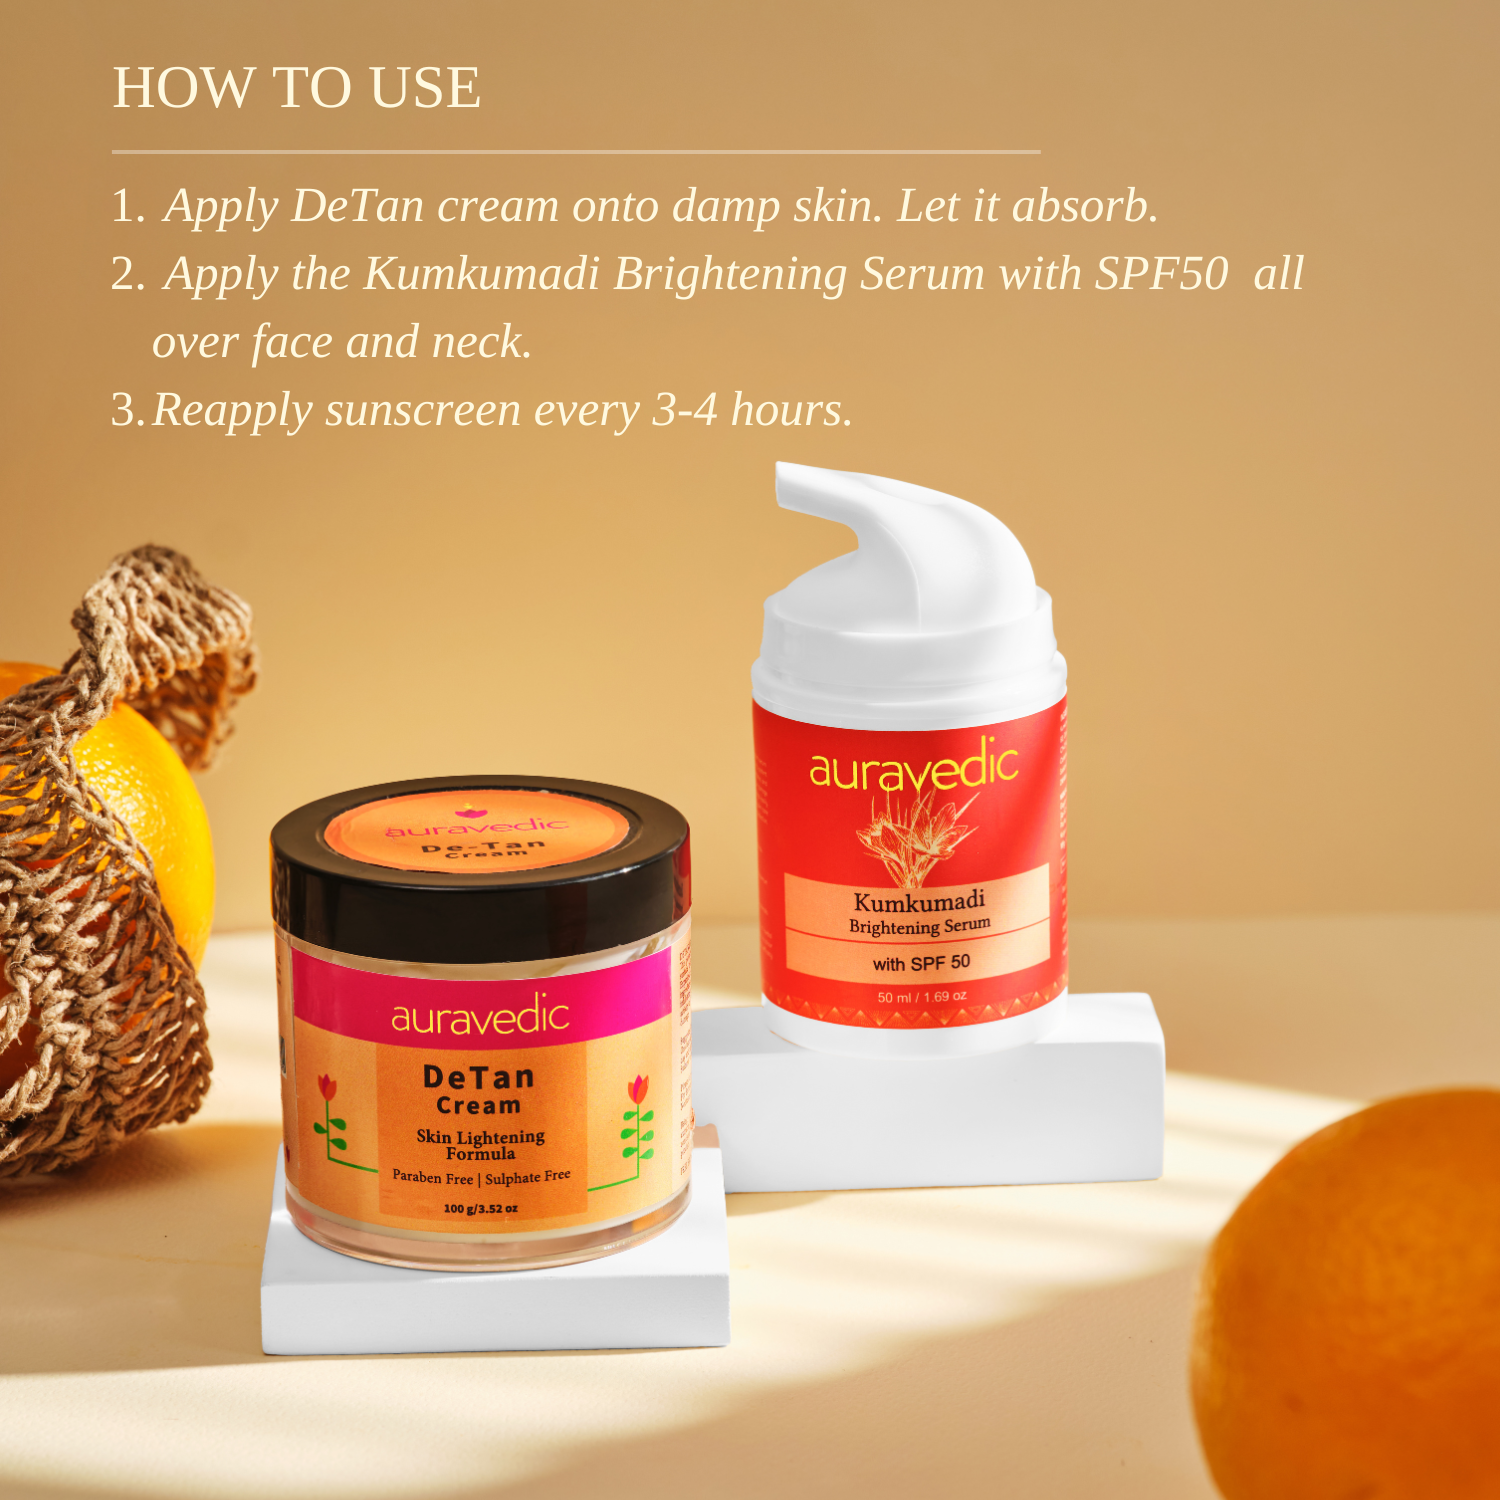 HOW TO USE
1. Apply DeTan cream onto damp skin. Let it absorb.
2. Apply the Kumkumadi Brightening Serum with SPF50 all
over face and neck.
3. Reapply sunscreen every 3-4 hours.
auravedic
Kumkumadi
Brightening Serum
with SPF 50
50 ml / 1.69 oz
auravedic
De-Tan
Cream
auravedic
DeTan
Cream
Skin Lightening
Formula
Paraben Free | Sulphate Free
100 g/3.52 oz